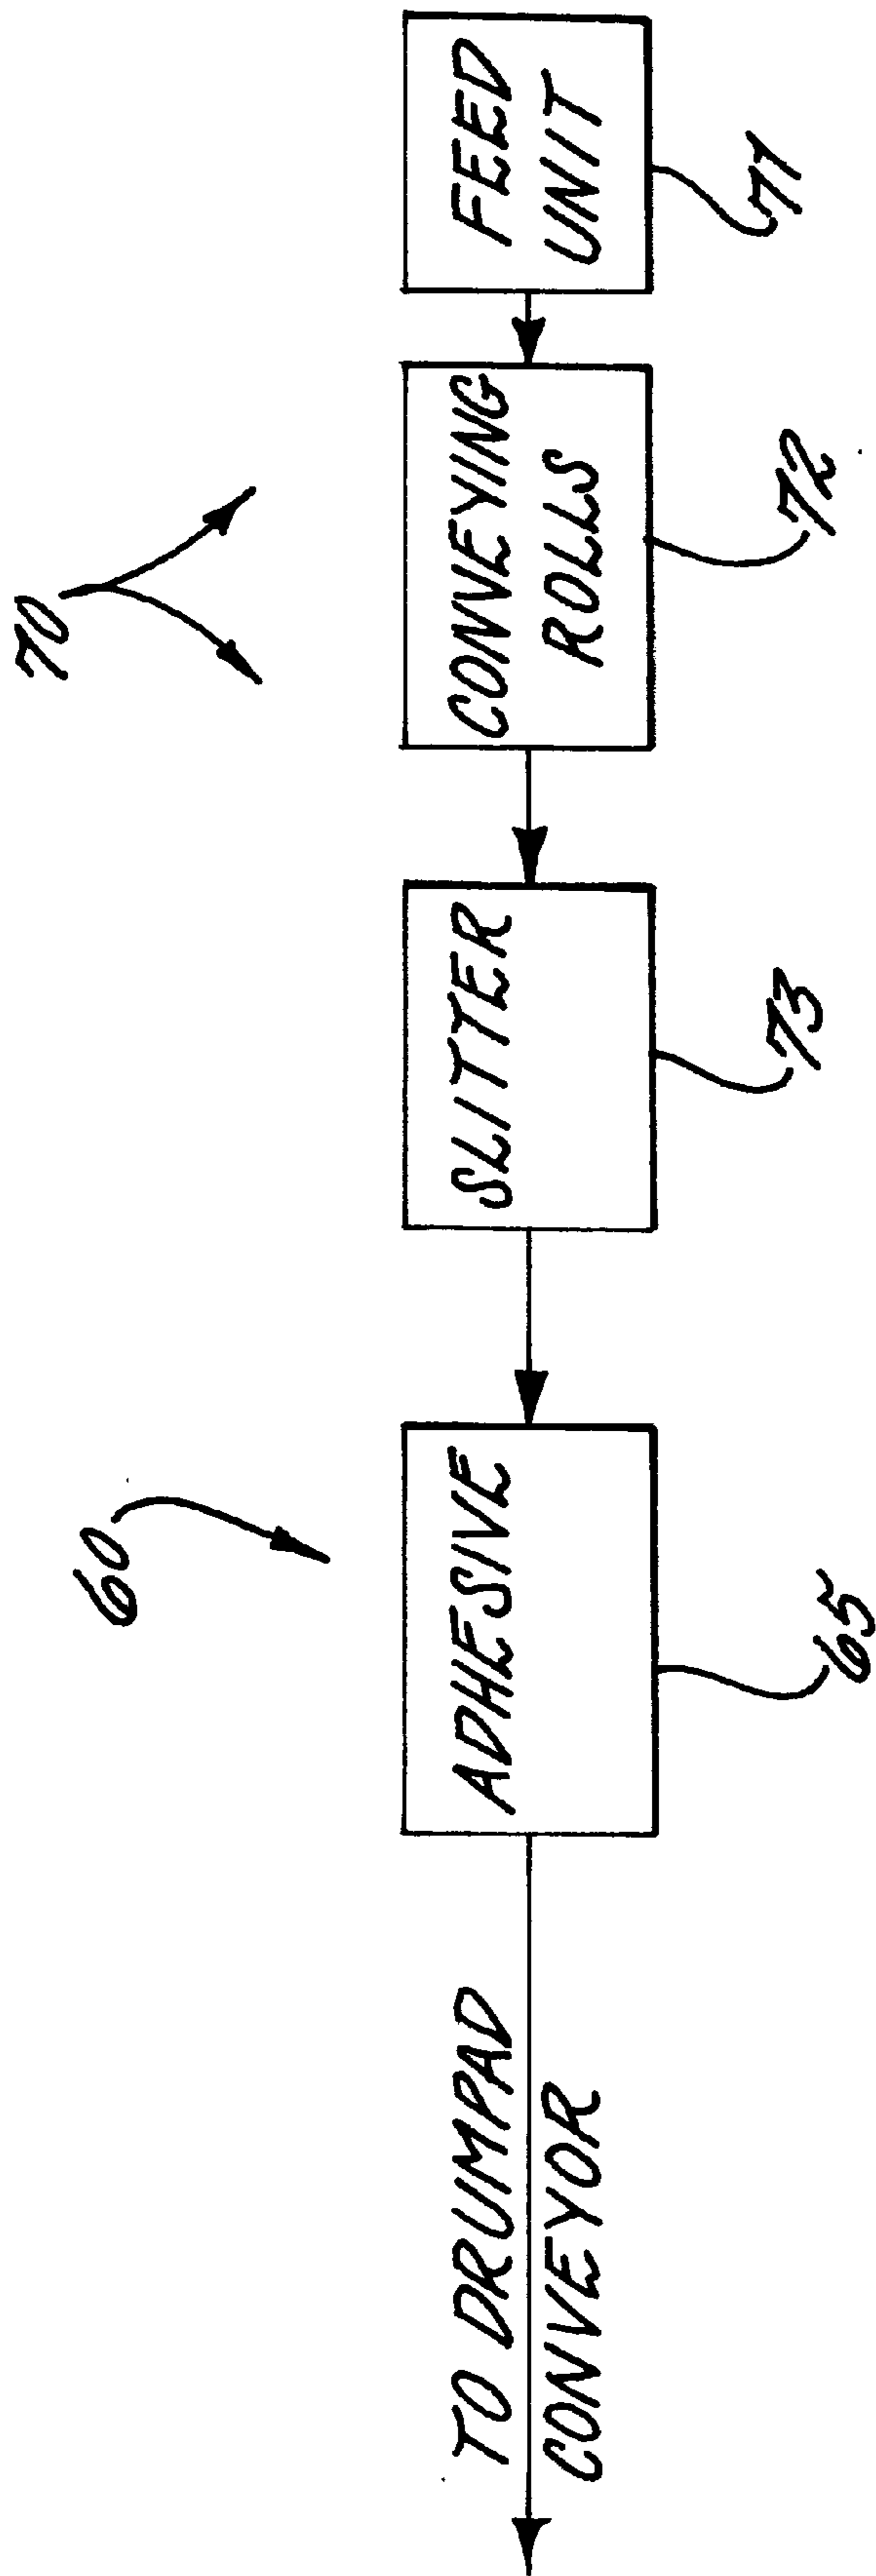 70
60
FEED
UNIT
CONVEYING
ROLLS
SLITTER
ADHESIVE
TO DRUMPAD
CONVEYOR
71
72
73
65